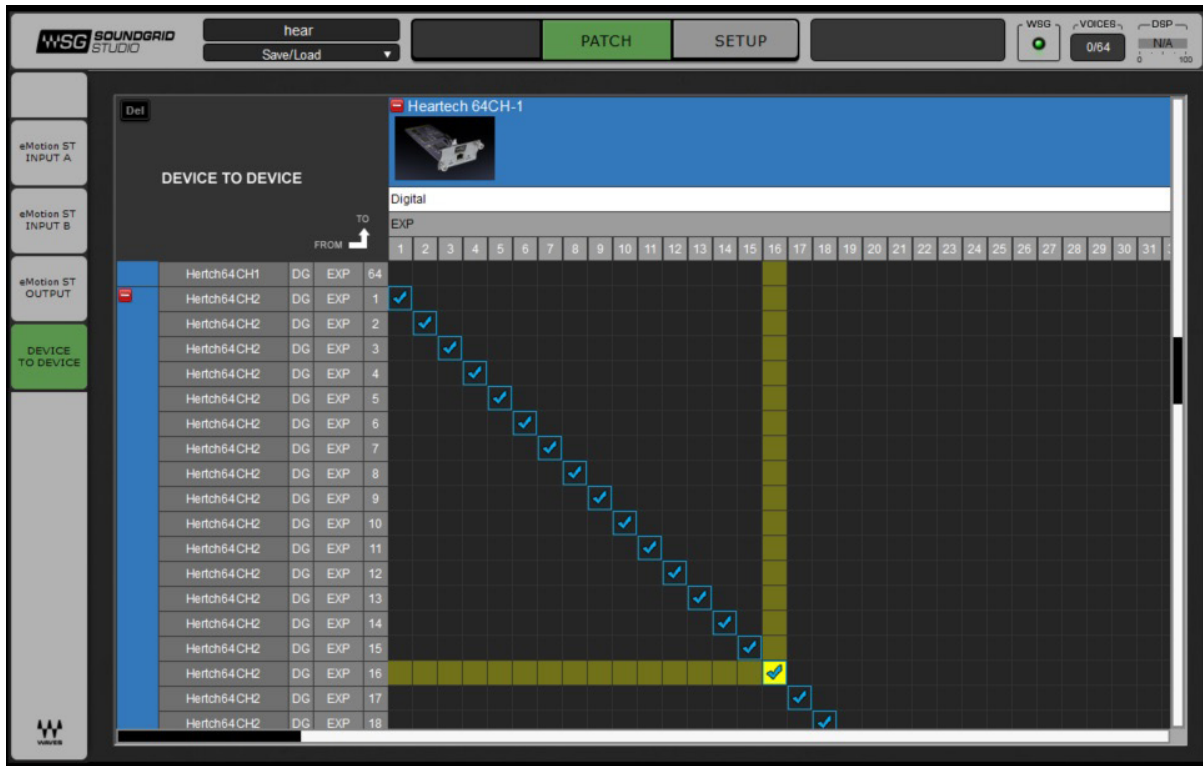 WSG SOUNDGRID
STUDIO
hear
Save/Load
PATCH
SETUP
WSG
VOICES
0/64
DSP
N/A
0 100
eMotion ST
INPUT A
eMotion ST
INPUT B
eMotion ST
OUTPUT
DEVICE
TO DEVICE
WAVES
Del
DEVICE TO DEVICE
TO
FROM
Heartech 64CH-1
Digital
EXP
1 2 3 4 5 6 7 8 9 10 11 12 13 14 15 16 17 18 19 20 21 22 23 24 25 26 27 28 29 30 31
Hertch64CH1 DG EXP 64
Hertch64CH2 DG EXP 1
Hertch64CH2 DG EXP 2
Hertch64CH2 DG EXP 3
Hertch64CH2 DG EXP 4
Hertch64CH2 DG EXP 5
Hertch64CH2 DG EXP 6
Hertch64CH2 DG EXP 7
Hertch64CH2 DG EXP 8
Hertch64CH2 DG EXP 9
Hertch64CH2 DG EXP 10
Hertch64CH2 DG EXP 11
Hertch64CH2 DG EXP 12
Hertch64CH2 DG EXP 13
Hertch64CH2 DG EXP 14
Hertch64CH2 DG EXP 15
Hertch64CH2 DG EXP 16
Hertch64CH2 DG EXP 17
Hertch64CH2 DG EXP 18